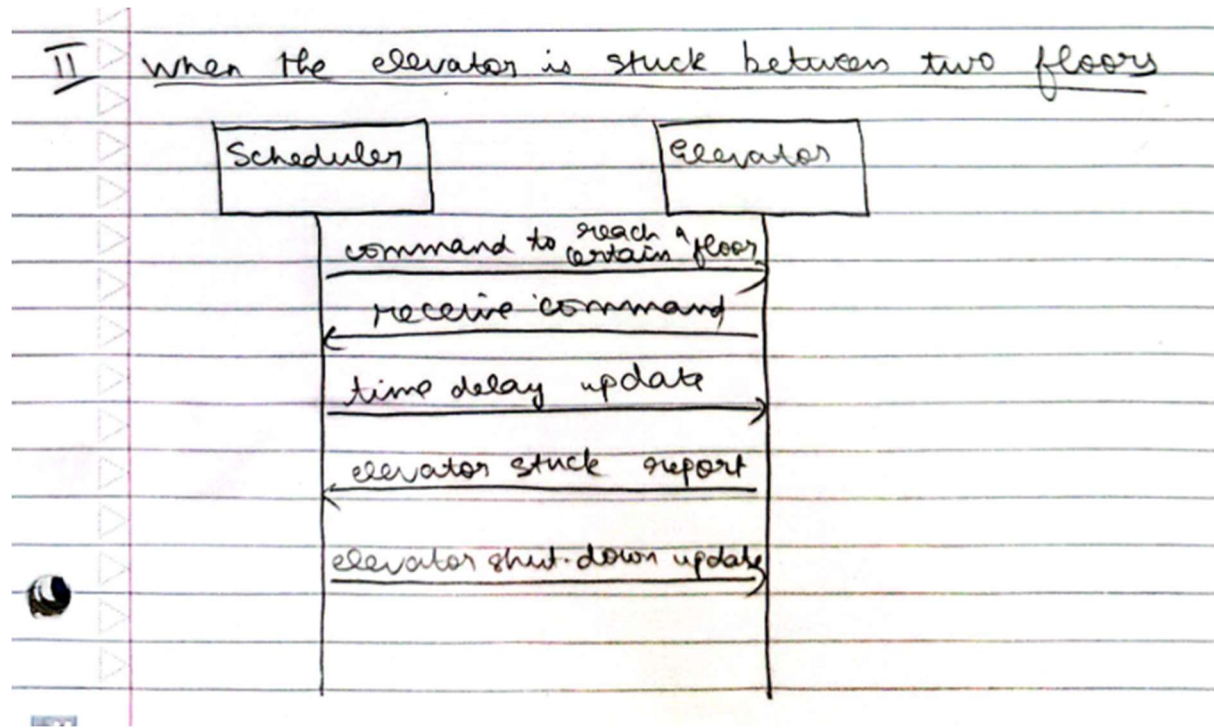 II when the elevator is stuck between two floors
Scheduler
Elevator
command to reach a
certain floor
receive command
time delay update
elevator stuck report
elevator shut-down update